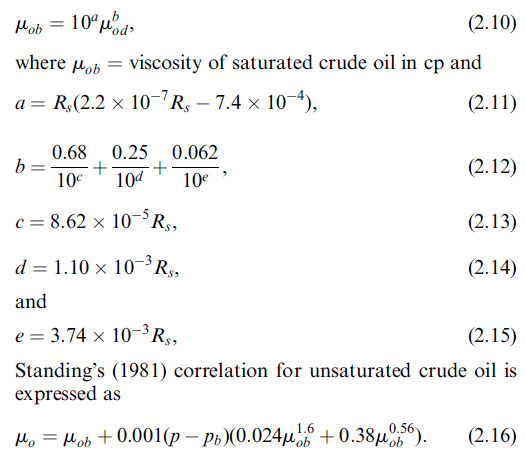 μ_ob = 10^a μ_od^b, (2.10)
where μ_ob = viscosity of saturated crude oil in cp and
a = R_s(2.2 × 10^−7 R_s − 7.4 × 10^−4), (2.11)
b = 0.68/10^c + 0.25/10^d + 0.062/10^e, (2.12)
c = 8.62 × 10^−5 R_s, (2.13)
d = 1.10 × 10^−3 R_s, (2.14)
and
e = 3.74 × 10^−3 R_s, (2.15)
Standing's (1981) correlation for unsaturated crude oil is
expressed as
μ_o = μ_ob + 0.001(p − p_b)(0.024μ_ob^1.6 + 0.38μ_ob^0.56). (2.16)